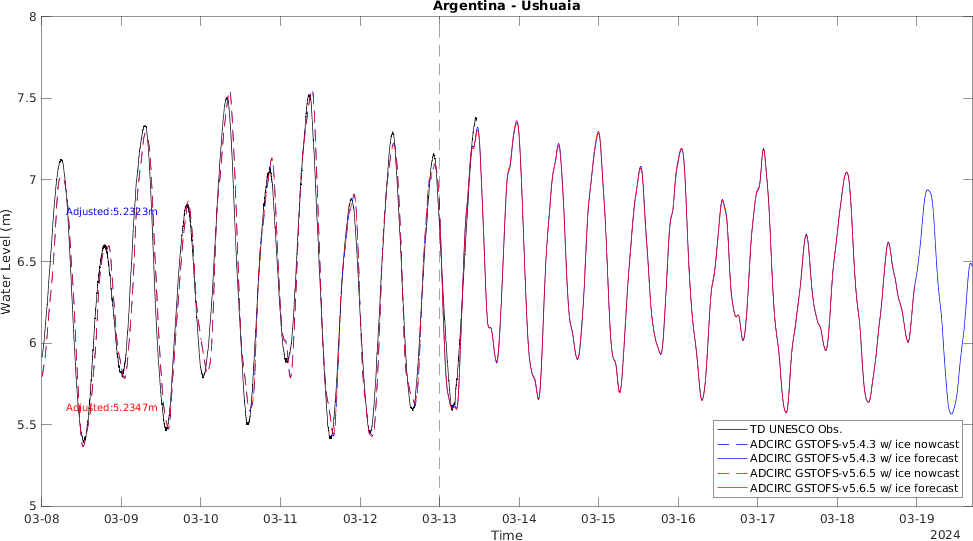 Argentina - Ushuaia
8
7.5
7
6.5
6
5.5
5
Water Level (m)
Adjusted:5.2323m
Adjusted:5.2347m
TD UNESCO Obs.
ADCIRC GSTOFS-v5.4.3 w/ ice nowcast
ADCIRC GSTOFS-v5.4.3 w/ ice forecast
ADCIRC GSTOFS-v5.6.5 w/ ice nowcast
ADCIRC GSTOFS-v5.6.5 w/ ice forecast
03-08 03-09 03-10 03-11 03-12 03-13 03-14 03-15 03-16 03-17 03-18 03-19
Time
2024